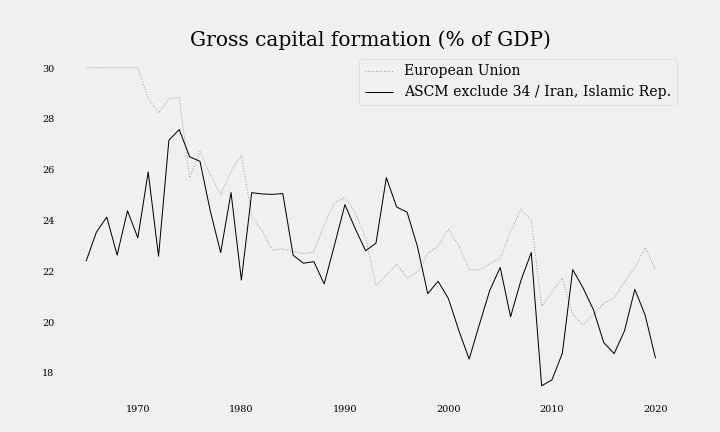 Gross capital formation (% of GDP)
European Union
ASCM exclude 34 / Iran, Islamic Rep.
30
28
26
24
22
20
18
1970 1980 1990 2000 2010 2020